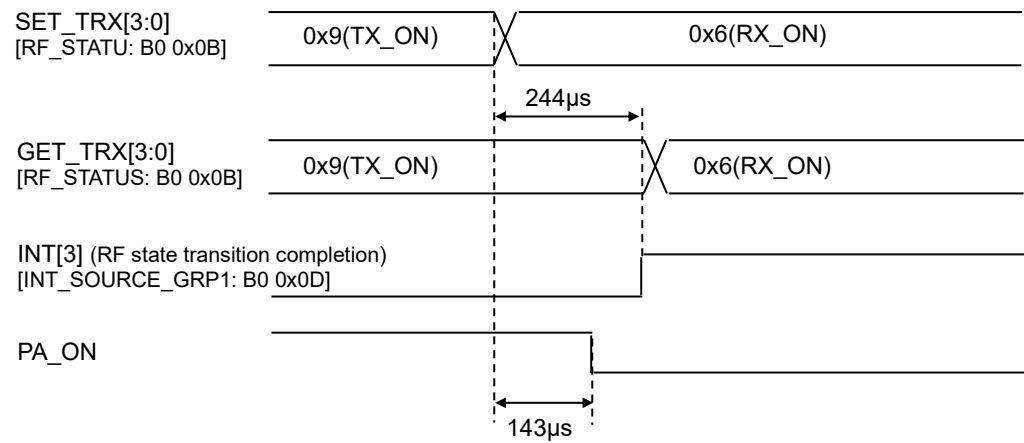 SET_TRX[3:0]
[RF_STATU: B0 0x0B]
0x9(TX_ON)
0x6(RX_ON)
244µs
GET_TRX[3:0]
[RF_STATUS: B0 0x0B]
0x9(TX_ON)
0x6(RX_ON)
INT[3] (RF state transition completion)
[INT_SOURCE_GRP1: B0 0x0D]
PA_ON
143µs